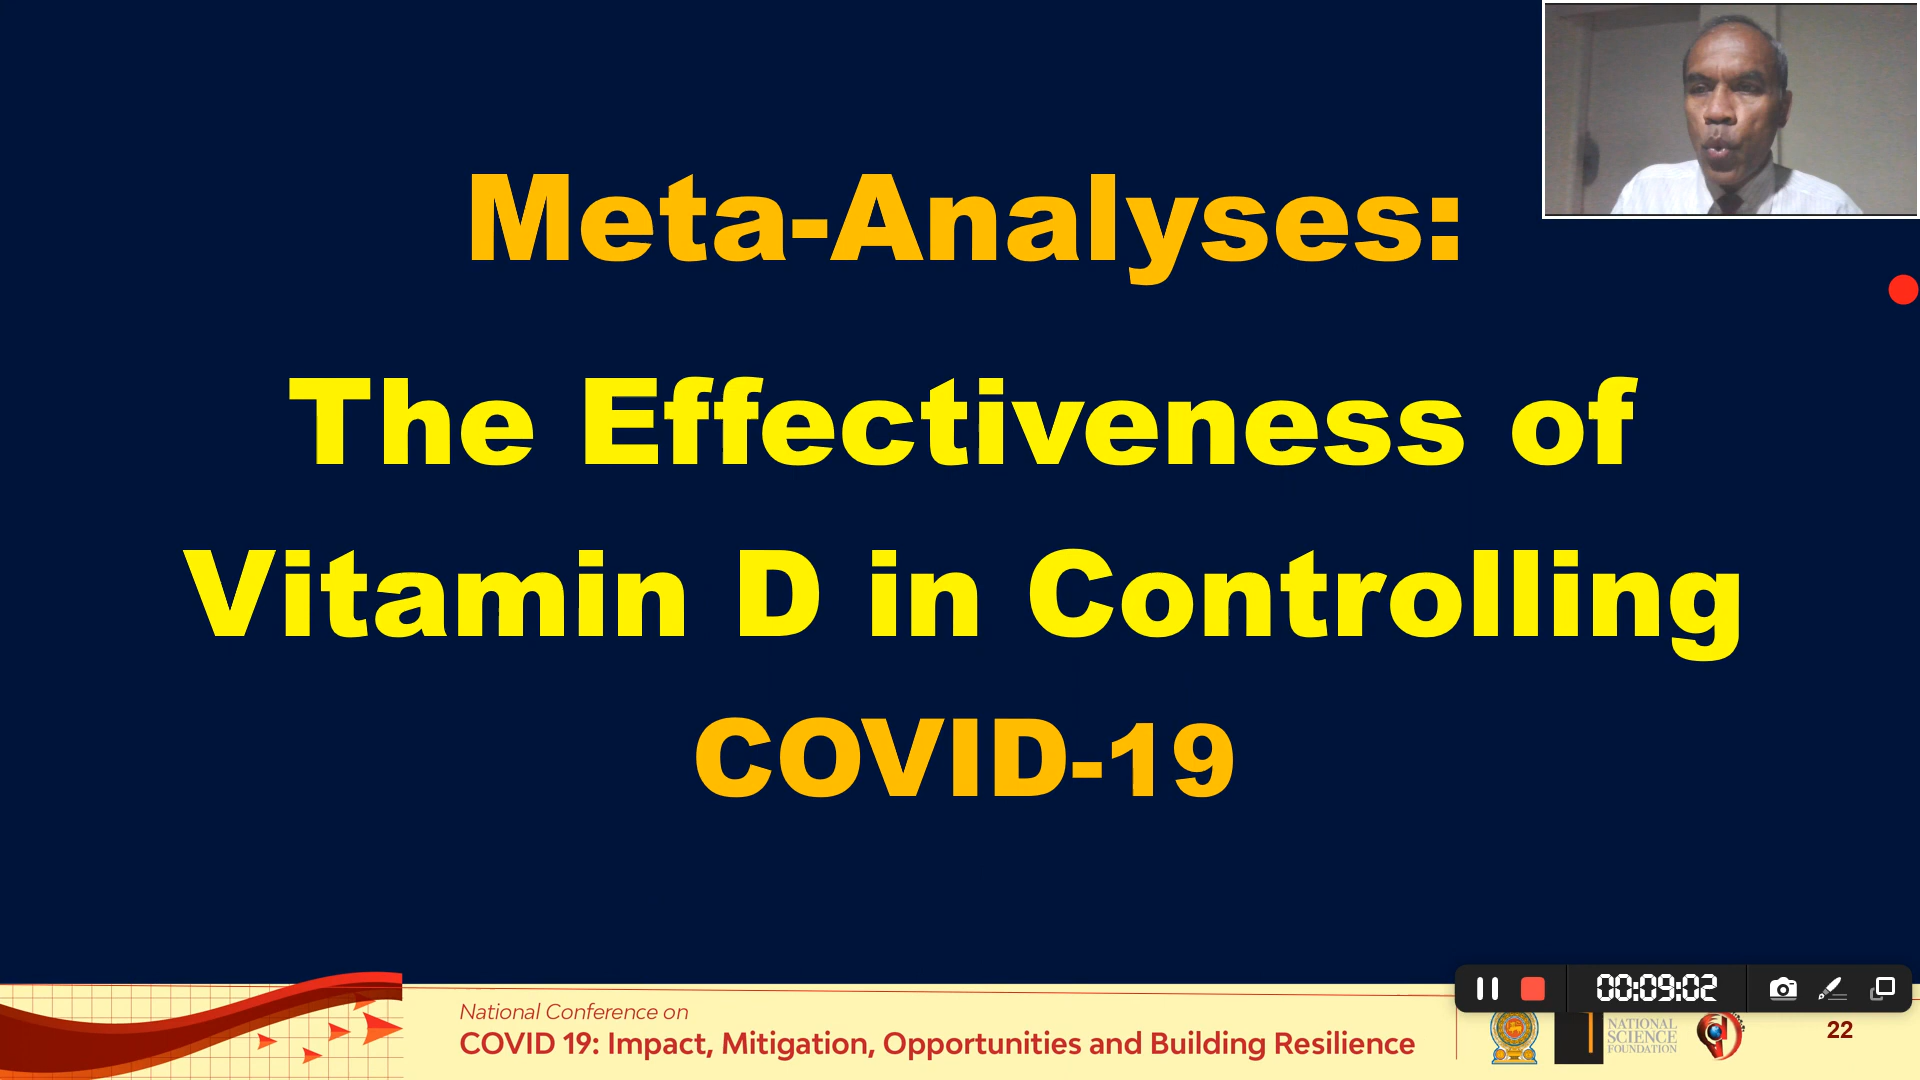 Meta-Analyses:
The Effectiveness of
Vitamin D in Controlling
COVID-19
00:09:02
National Conference on
COVID 19: Impact, Mitigation, Opportunities and Building Resilience
NATIONAL
SCIENCE
FOUNDATION
22